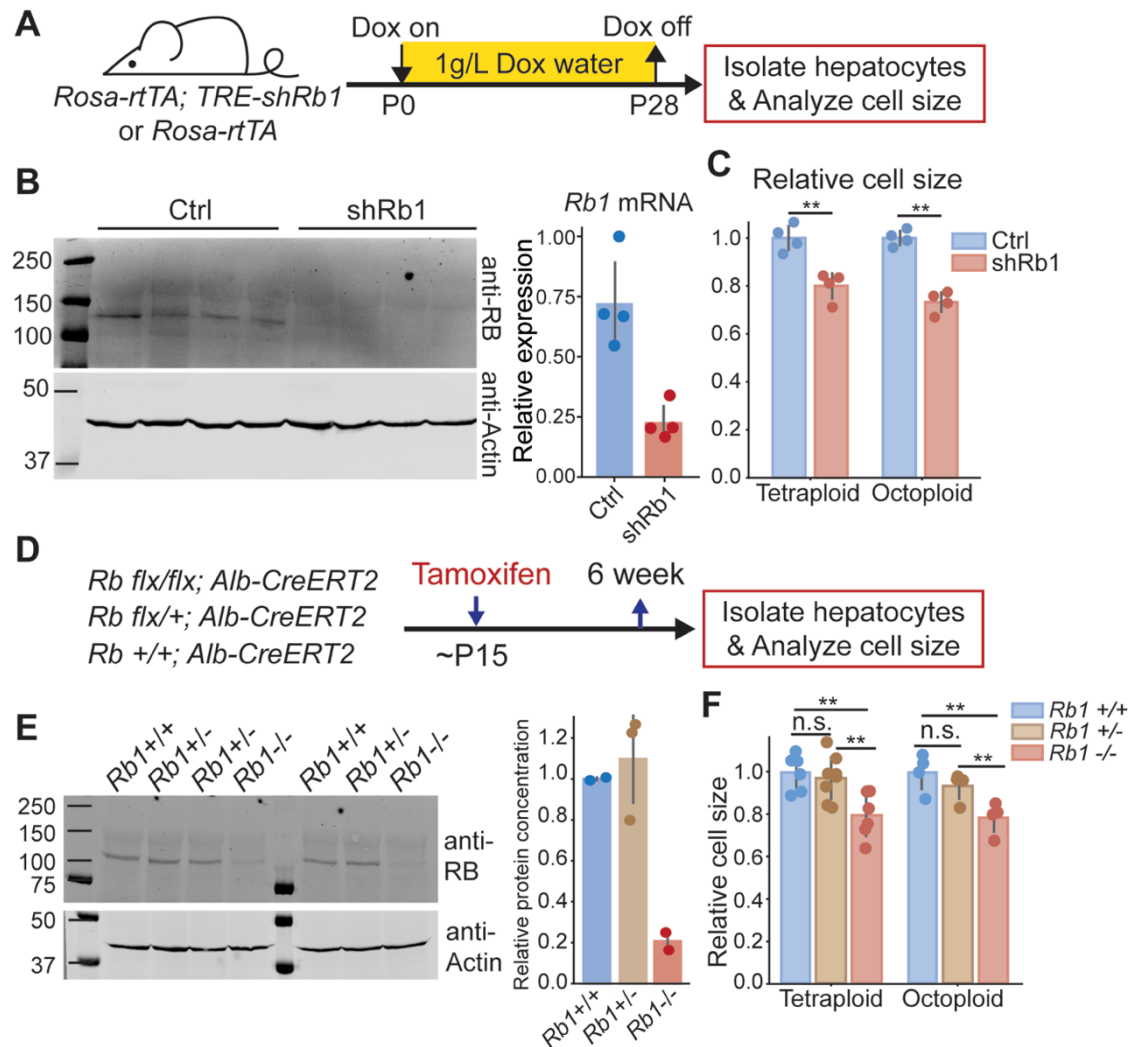 A
Dox on
Dox off
1g/L Dox water
Rosa-rtTA; TRE-shRb1
or Rosa-rtTA
P0
P28
Isolate hepatocytes
& Analyze cell size
B
Ctrl
shRb1
250
150
100
anti-RB
50
37
anti-Actin
Rb1 mRNA
Relative expression
1.00
0.75
0.50
0.25
0.00
Ctrl
shRb1
C
Relative cell size
**
**
Ctrl
shRb1
1.0
0.8
0.6
0.4
0.2
0.0
Tetraploid
Octoploid
D
Rb flx/flx; Alb-CreERT2
Rb flx/+; Alb-CreERT2
Rb +/+; Alb-CreERT2
Tamoxifen
6 week
~P15
Isolate hepatocytes
& Analyze cell size
E
Rb1+/+
Rb1+/-
Rb1+/-
Rb1-/-
Rb1+/+
Rb1+/-
Rb1-/-
250
150
100
75
anti-
RB
50
37
anti-
Actin
Relative protein concentration
1.2
1.0
0.8
0.6
0.4
0.2
0.0
Rb1+/+
Rb1+/-
Rb1-/-
F
Rb1 +/+
Rb1 +/-
Rb1 -/-
**
n.s.
**
**
n.s.
**
Relative cell size
1.0
0.8
0.6
0.4
0.2
0.0
Tetraploid
Octoploid